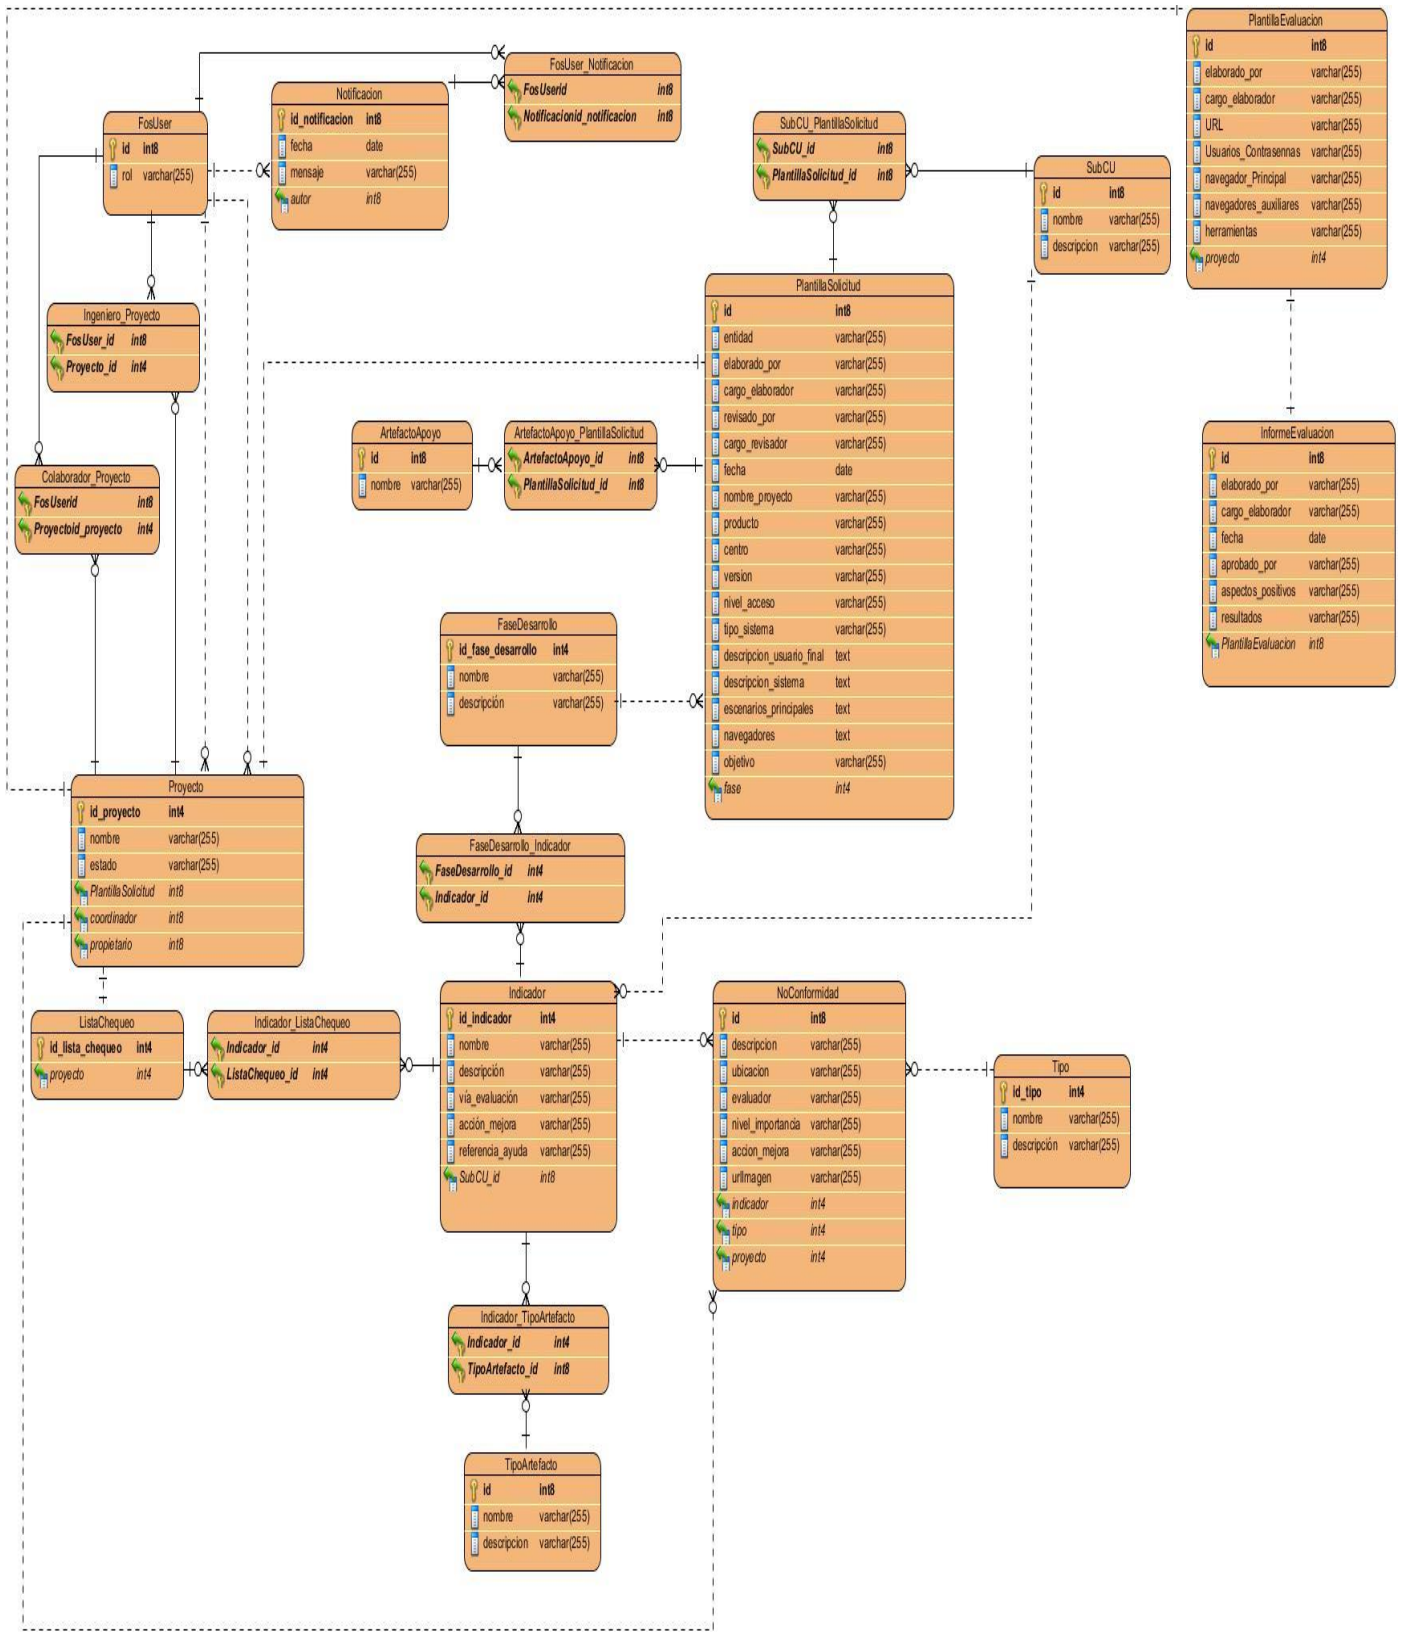 PlantillaEvaluacion
id int8
elaborado_por varchar(255)
cargo_elaborador varchar(255)
URL varchar(255)
Usuarios_Contrasennas varchar(255)
navegador_Principal varchar(255)
navegadores_auxiliares varchar(255)
herramientas varchar(255)
proyecto int4
FosUser_Notificacion
FosUserid int8
Notificacionid_notificacion int8
Notificacion
id_notificacion int8
fecha date
mensaje varchar(255)
autor int8
FosUser
id int8
rol varchar(255)
SubCU_PlantillaSolicitud
SubCU_id int8
PlantillaSolicitud_id int8
SubCU
id int8
nombre varchar(255)
descripcion varchar(255)
PlantillaSolicitud
id int8
entidad varchar(255)
elaborado_por varchar(255)
cargo_elaborador varchar(255)
revisado_por varchar(255)
cargo_revisador varchar(255)
fecha date
nombre_proyecto varchar(255)
producto varchar(255)
centro varchar(255)
version varchar(255)
nivel_acceso varchar(255)
tipo_sistema varchar(255)
descripcion_usuario_final text
descripcion_sistema text
escenarios_principales text
navegadores text
objetivo varchar(255)
fase int4
Ingeniero_Proyecto
FosUser_id int8
Proyecto_id int4
ArtefactoApoyo
id int8
nombre varchar(255)
ArtefactoApoyo_PlantillaSolicitud
ArtefactoApoyo_id int8
PlantillaSolicitud_id int8
InformeEvaluacion
id int8
elaborado_por varchar(255)
cargo_elaborador varchar(255)
fecha date
aprobado_por varchar(255)
aspectos_positivos varchar(255)
resultados varchar(255)
PlantillaEvaluacion int8
Colaborador_Proyecto
FosUserid int8
Proyectoid_proyecto int4
FaseDesarrollo
id_fase_desarrollo int4
nombre varchar(255)
descripción varchar(255)
Proyecto
id_proyecto int4
nombre varchar(255)
estado varchar(255)
PlantillaSolicitud int8
coordinador int8
propietario int8
FaseDesarrollo_Indicador
FaseDesarrollo_id int4
Indicador_id int4
ListaChequeo
id_lista_chequeo int4
proyecto int4
Indicador_ListaChequeo
Indicador_id int4
ListaChequeo_id int4
Indicador
id_indicador int4
nombre varchar(255)
descripción varchar(255)
vía_evaluación varchar(255)
acción_mejora varchar(255)
referencia_ayuda varchar(255)
SubCU_id int8
NoConformidad
id int8
descripcion varchar(255)
ubicacion varchar(255)
evaluador varchar(255)
nivel_importancia varchar(255)
accion_mejora varchar(255)
urlImagen varchar(255)
indicador int4
tipo int4
proyecto int4
Tipo
id_tipo int4
nombre varchar(255)
descripción varchar(255)
Indicador_TipoArtefacto
Indicador_id int4
TipoArtefacto_id int8
TipoArtefacto
id int8
nombre varchar(255)
descripcion varchar(255)